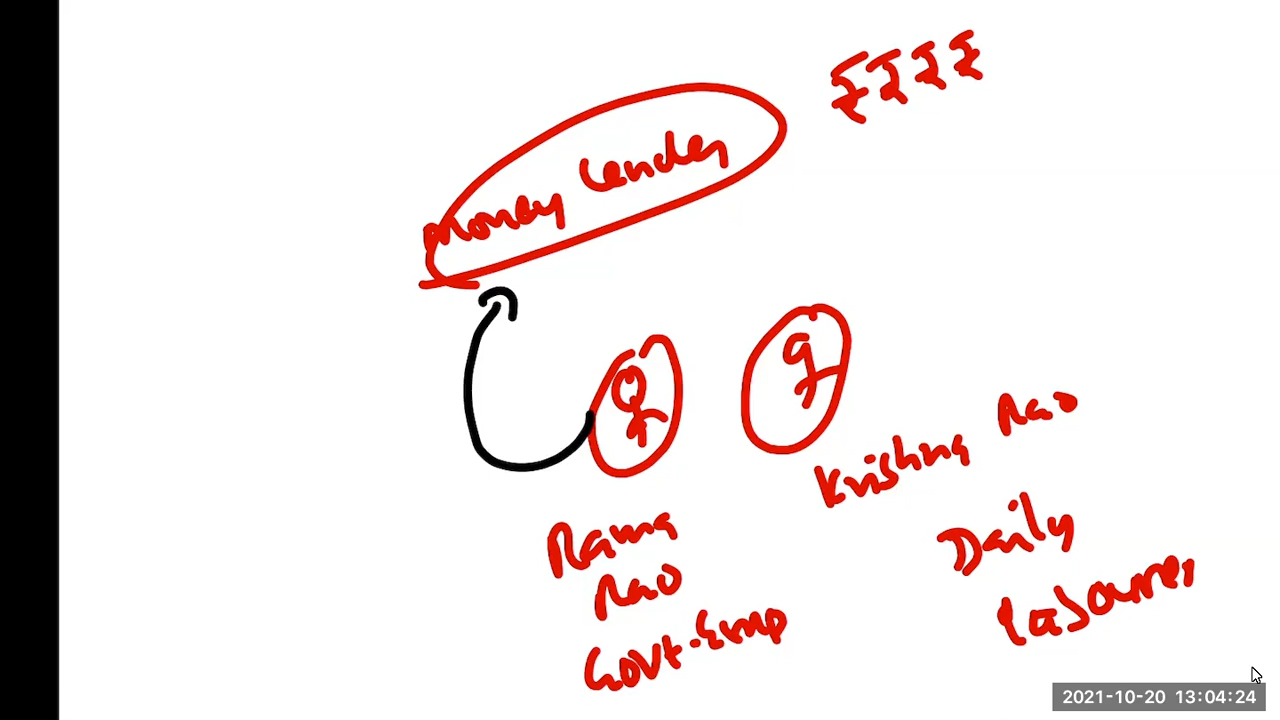 ₹ ₹ ₹ ₹
money lender
Krishna Rao
Rama
Rao
Govt. Emp
Daily
labourer
2021-10-20 13:04:24